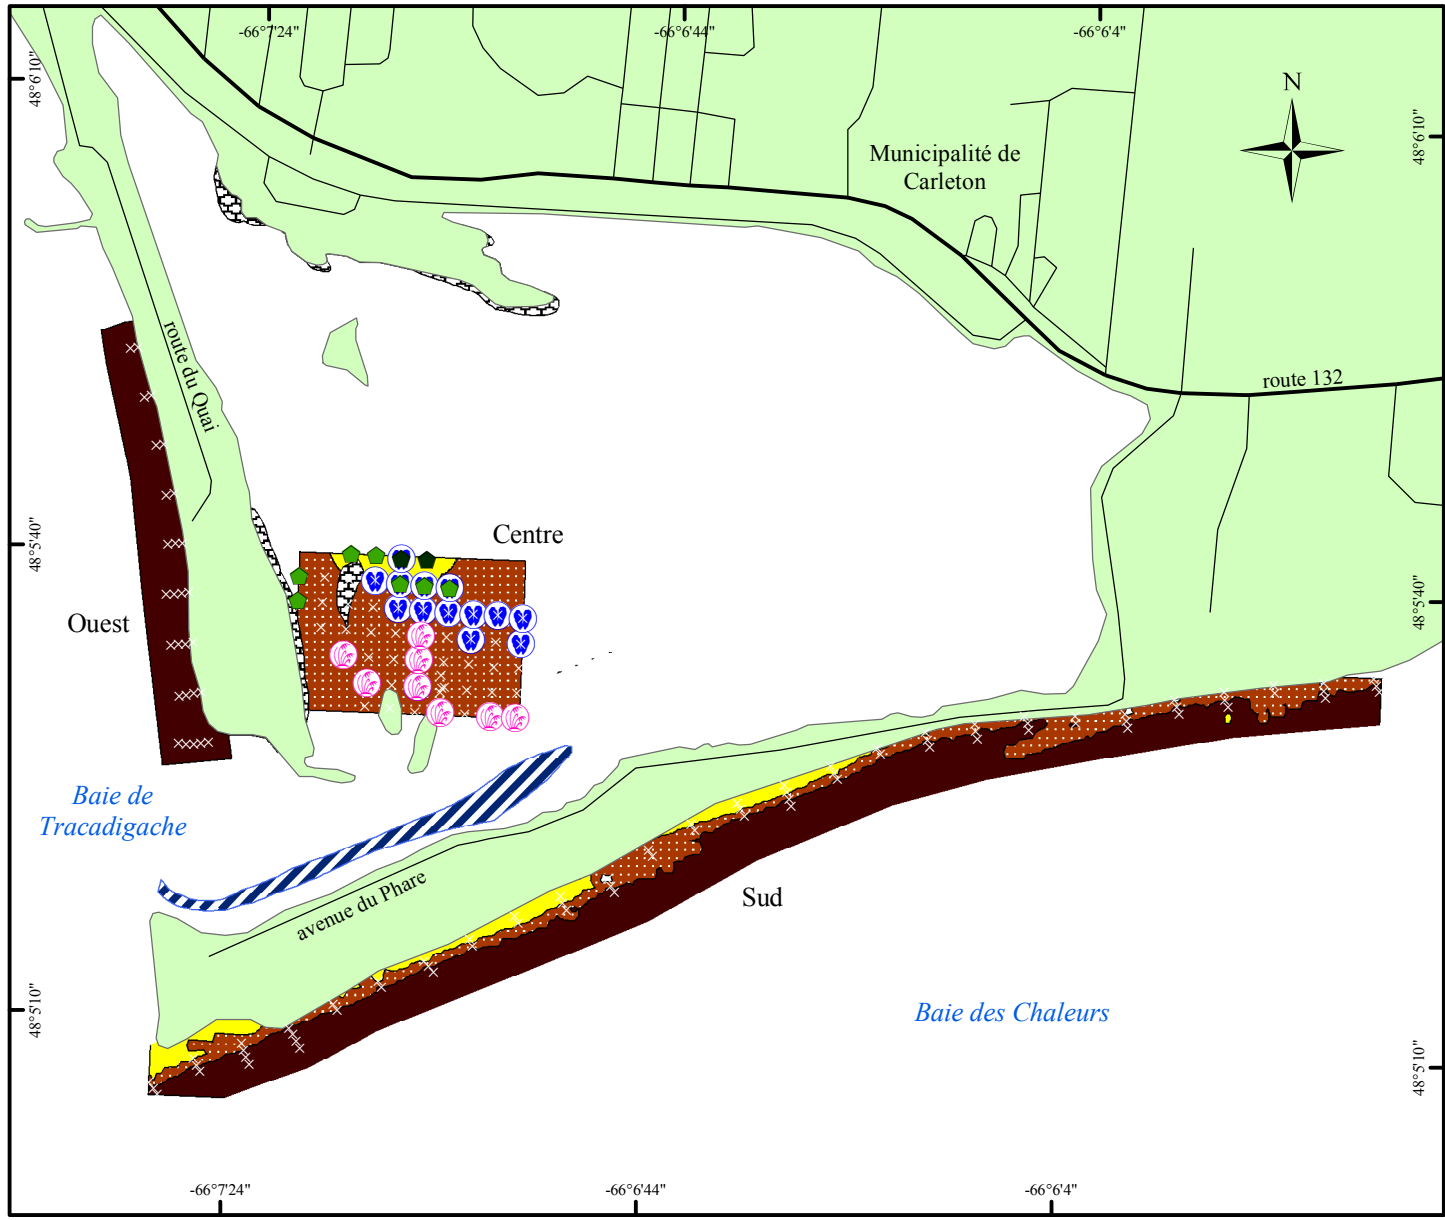 -66°7'24"
-66°6'44"
-66°6'4"
48°6'10"
48°6'10"
N
Municipalité de
Carleton
route du Quai
route 132
Centre
48°5'40"
48°5'40"
Ouest
Baie de
Tracadigache
avenue du Phare
Sud
Baie des Chaleurs
48°5'10"
48°5'10"
-66°7'24"
-66°6'44"
-66°6'4"